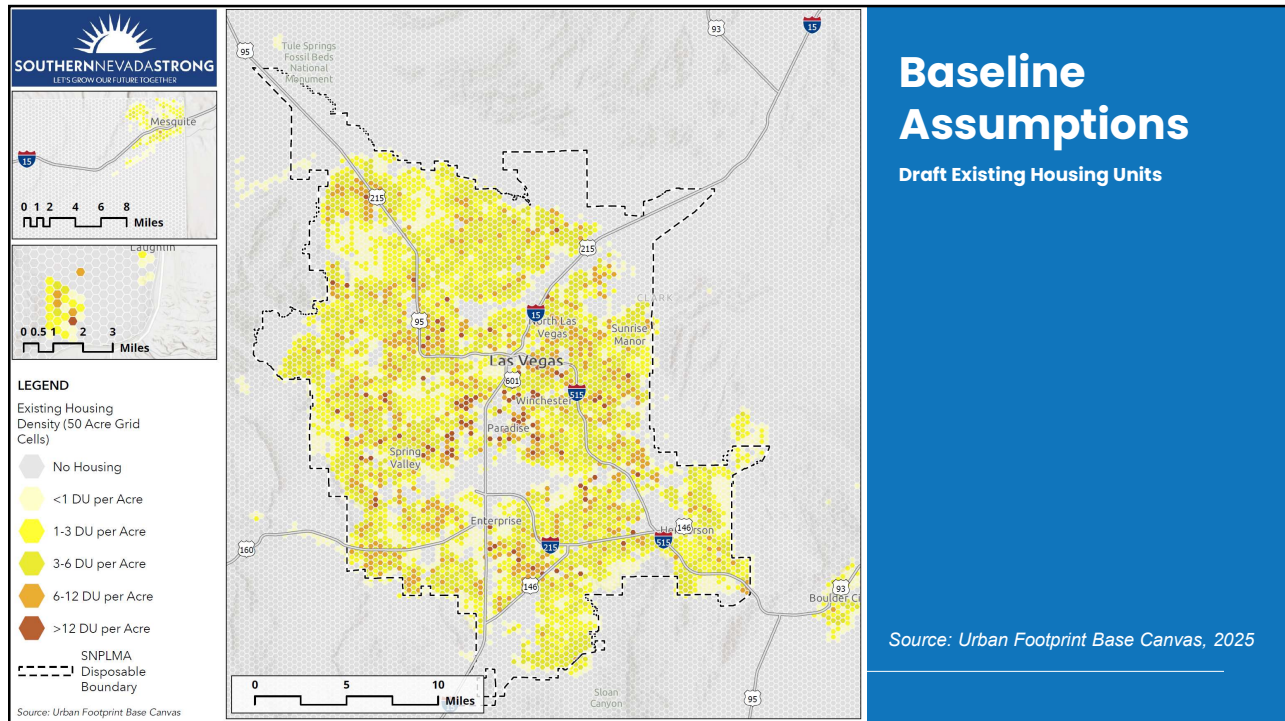 SOUTHERNNEVADASTRONG
LET'S GROW OUR FUTURE TOGETHER
Mesquite
15
0 1 2 4 6 8
Miles
Laughlin
0 0.5 1 2 3
Miles
LEGEND
Existing Housing
Density (50 Acre Grid
Cells)
No Housing
<1 DU per Acre
1-3 DU per Acre
3-6 DU per Acre
6-12 DU per Acre
>12 DU per Acre
SNPLMA
Disposable
Boundary
Source: Urban Footprint Base Canvas
93
15
95
Tule Springs
Fossil Beds
National
Monument
215
215
CLARK
15
95
North Las
Vegas
Sunrise
Manor
Las Vegas
601
515
Winchester
Paradise
Spring
Valley
Enterprise
146
Henderson
515
215
160
146
93
Boulder Ci
Sloan
Canyon
95
0 5 10
Miles
Baseline
Assumptions
Draft Existing Housing Units
Source: Urban Footprint Base Canvas, 2025